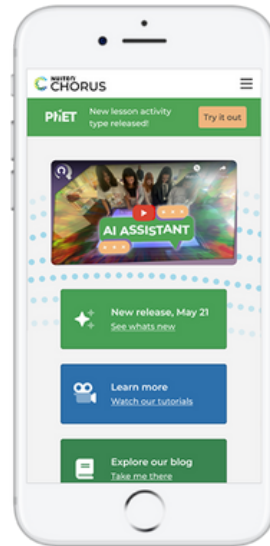 NUITEQ
CHORUS
PhET
New lesson activity
type released!
Try it out
AI ASSISTANT
New release, May 21
See whats new
Learn more
Watch our tutorials
Explore our blog
Take me there